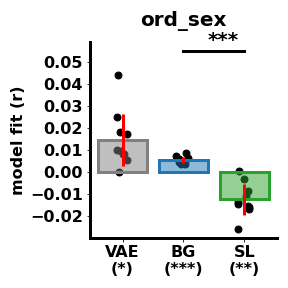 ord_sex
***
0.05
0.04
0.03
0.02
0.01
0.00
−0.01
−0.02
model fit (r)
VAE BG SL
(*) (***) (**)